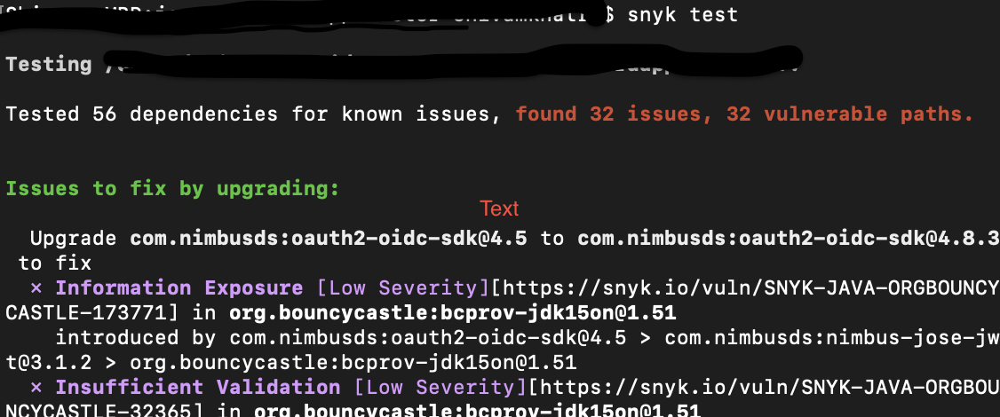 $ snyk test
Testing
Tested 56 dependencies for known issues, found 32 issues, 32 vulnerable paths.
Issues to fix by upgrading:
Text
Upgrade com.nimbusds:oauth2-oidc-sdk@4.5 to com.nimbusds:oauth2-oidc-sdk@4.8.3
to fix
× Information Exposure [Low Severity][https://snyk.io/vuln/SNYK-JAVA-ORGBOUNCY
CASTLE-173771] in org.bouncycastle:bcprov-jdk15on@1.51
introduced by com.nimbusds:oauth2-oidc-sdk@4.5 > com.nimbusds:nimbus-jose-jw
t@3.1.2 > org.bouncycastle:bcprov-jdk15on@1.51
× Insufficient Validation [Low Severity][https://snyk.io/vuln/SNYK-JAVA-ORGBOU
NCYCASTLE-32365] in org.bouncycastle:bcprov-jdk15on@1.51